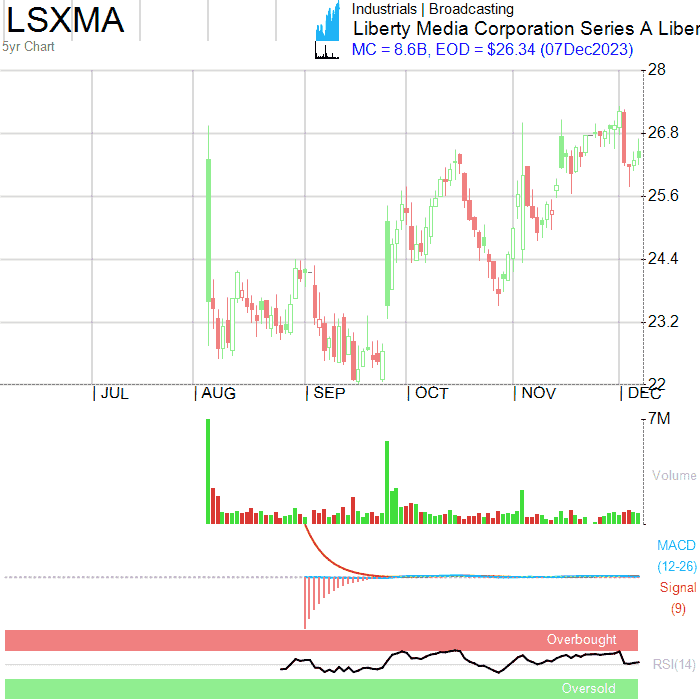 LSXMA
5yr Chart
Industrials | Broadcasting
Liberty Media Corporation Series A Liber
MC = 8.6B, EOD = $26.34 (07Dec2023)
28
26.8
25.6
24.4
23.2
22
| JUL | AUG | SEP | OCT | NOV | DEC
7M
Volume
MACD
(12-26)
Signal
(9)
Overbought
RSI(14)
Oversold